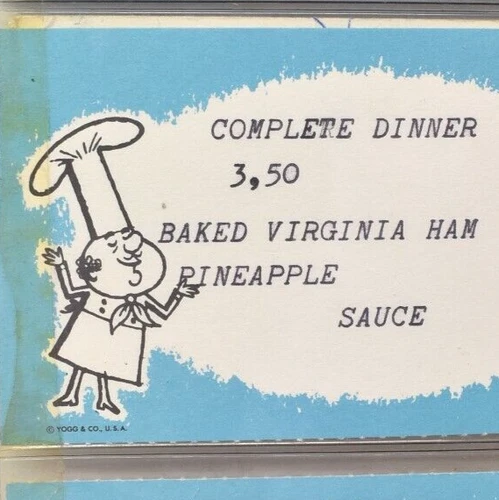 COMPLETE DINNER
3,50
BAKED VIRGINIA HAM
PINEAPPLE
SAUCE
© YOGG & CO., U.S.A.